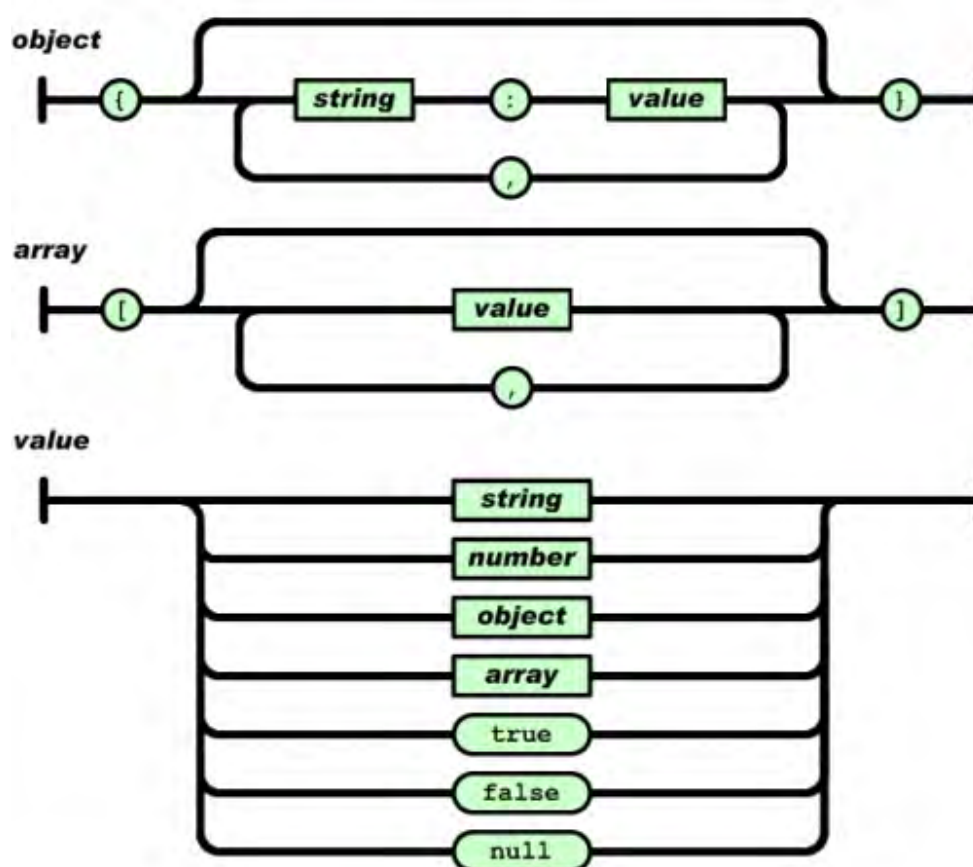 object
{ string : value }
,
array
[ value ]
,
value
string
number
object
array
true
false
null